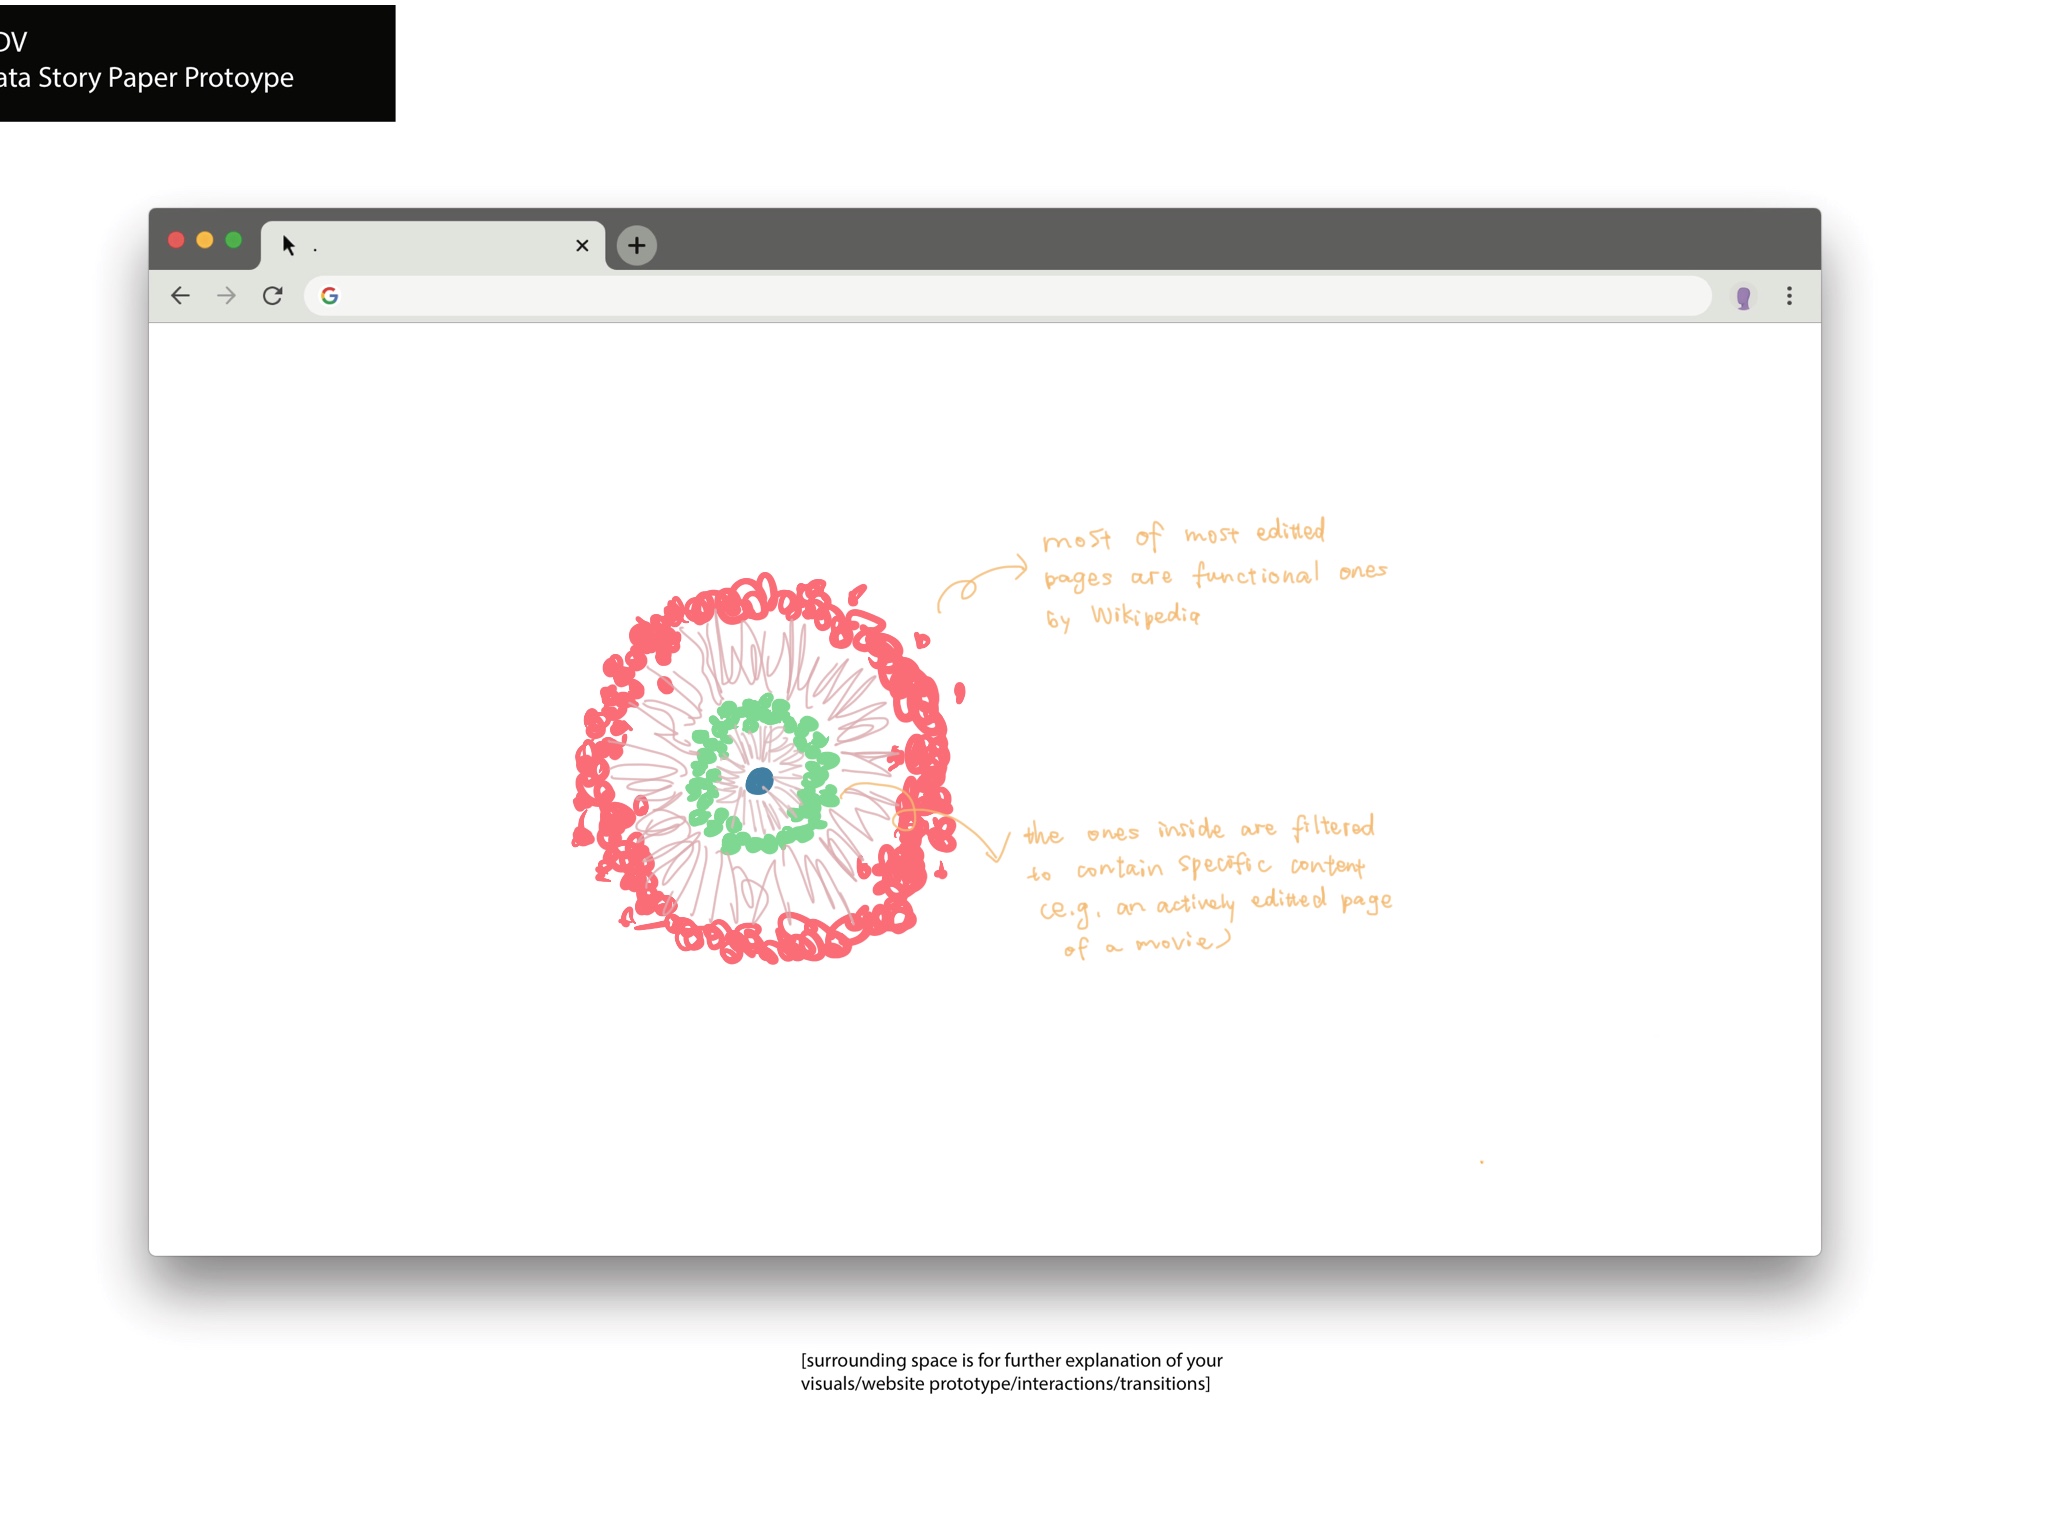 DV
ata Story Paper Protoype
most of most editted
pages are functional ones
by Wikipedia
the ones inside are filtered
to contain specific content
(e.g. an actively editted page
of a movie)
[surrounding space is for further explanation of your
visuals/website prototype/interactions/transitions]